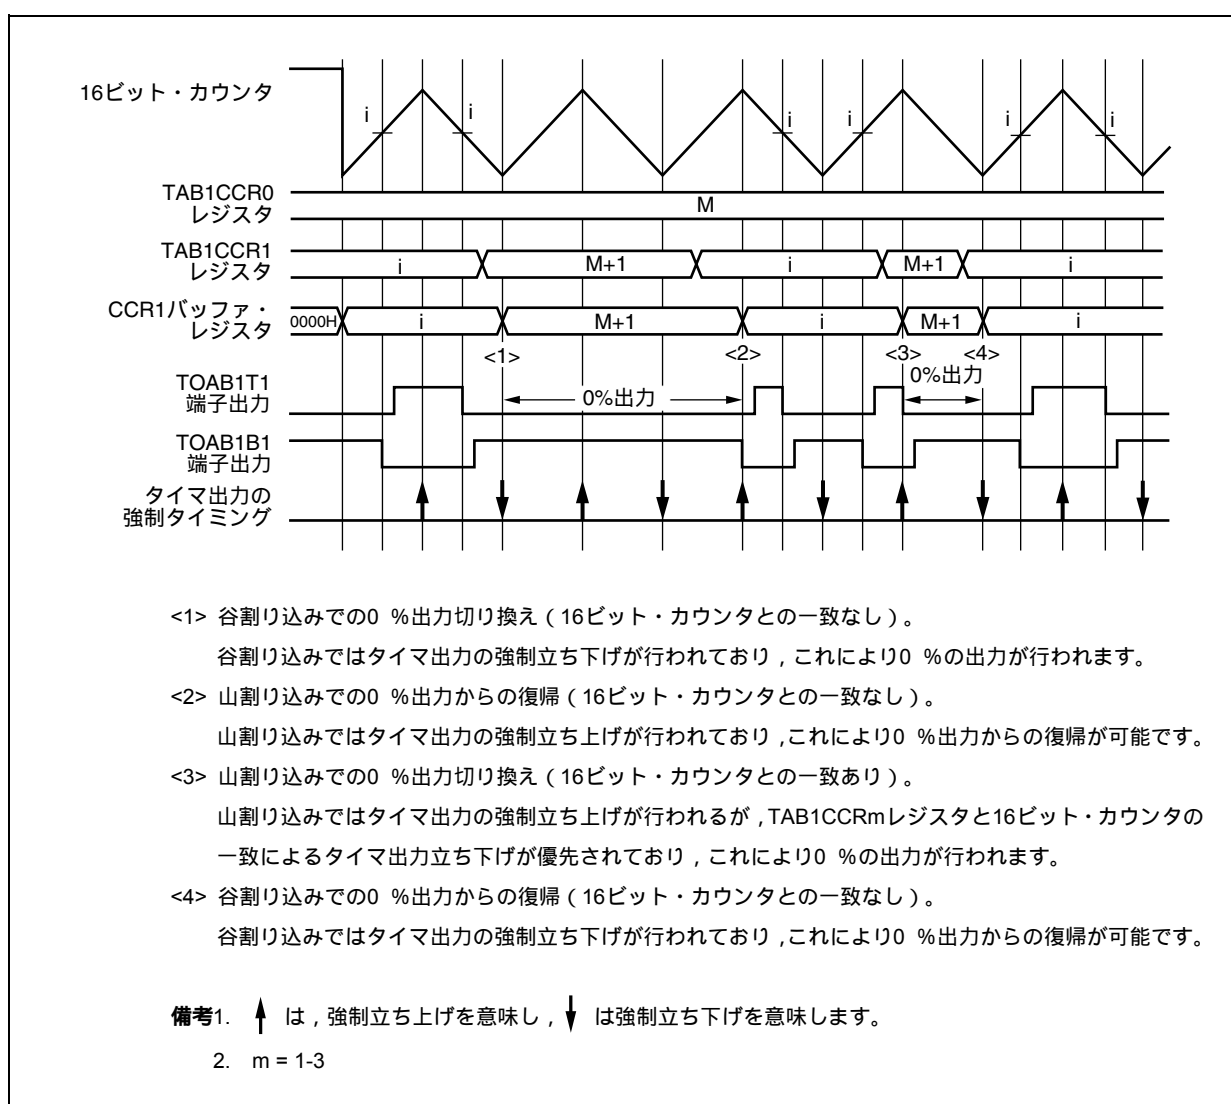 16ビット・カウンタ
i i i i i i
TAB1CCR0
レジスタ
M
TAB1CCR1
レジスタ
i M+1 i M+1 i
CCR1バッファ・
レジスタ
0000H i M+1 i M+1 i
<1> <2> <3> <4>
TOAB1T1
端子出力
0%出力 0%出力
TOAB1B1
端子出力
タイマ出力の
強制タイミング
<1> 谷割り込みでの0 %出力切り換え（16ビット・カウンタとの一致なし）。
谷割り込みではタイマ出力の強制立ち下げが行われており，これにより0 %の出力が行われます。
<2> 山割り込みでの0 %出力からの復帰（16ビット・カウンタとの一致なし）。
山割り込みではタイマ出力の強制立ち上げが行われており，これにより0 %出力からの復帰が可能です。
<3> 山割り込みでの0 %出力切り換え（16ビット・カウンタとの一致あり）。
山割り込みではタイマ出力の強制立ち上げが行われるが，TAB1CCRmレジスタと16ビット・カウンタの
一致によるタイマ出力立ち下げが優先されており，これにより0 %の出力が行われます。
<4> 谷割り込みでの0 %出力からの復帰（16ビット・カウンタとの一致なし）。
谷割り込みではタイマ出力の強制立ち下げが行われており，これにより0 %出力からの復帰が可能です。
備考1. ↑ は，強制立ち上げを意味し，↓ は強制立ち下げを意味します。
2. m = 1-3